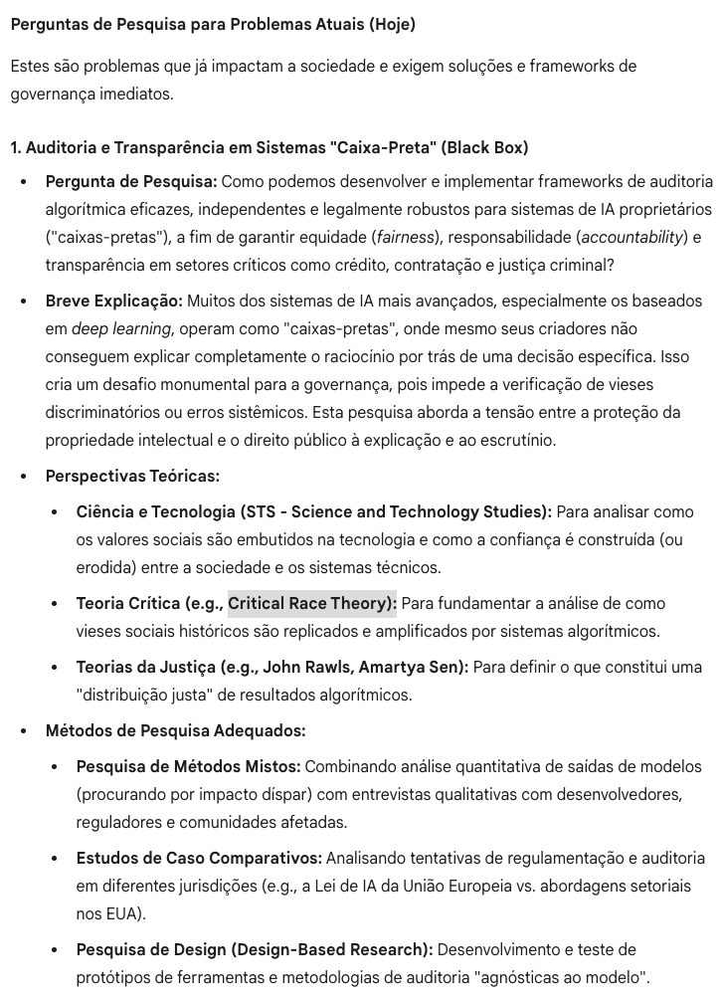 Perguntas de Pesquisa para Problemas Atuais (Hoje)
Estes são problemas que já impactam a sociedade e exigem soluções e frameworks de
governança imediatos.
1. Auditoria e Transparência em Sistemas "Caixa-Preta" (Black Box)
• Pergunta de Pesquisa: Como podemos desenvolver e implementar frameworks de auditoria
algorítmica eficazes, independentes e legalmente robustos para sistemas de IA proprietários
("caixas-pretas"), a fim de garantir equidade (fairness), responsabilidade (accountability) e
transparência em setores críticos como crédito, contratação e justiça criminal?
• Breve Explicação: Muitos dos sistemas de IA mais avançados, especialmente os baseados
em deep learning, operam como "caixas-pretas", onde mesmo seus criadores não
conseguem explicar completamente o raciocínio por trás de uma decisão específica. Isso
cria um desafio monumental para a governança, pois impede a verificação de vieses
discriminatórios ou erros sistêmicos. Esta pesquisa aborda a tensão entre a proteção da
propriedade intelectual e o direito público à explicação e ao escrutínio.
• Perspectivas Teóricas:
• Ciência e Tecnologia (STS - Science and Technology Studies): Para analisar como
os valores sociais são embutidos na tecnologia e como a confiança é construída (ou
erodida) entre a sociedade e os sistemas técnicos.
• Teoria Crítica (e.g., Critical Race Theory): Para fundamentar a análise de como
vieses sociais históricos são replicados e amplificados por sistemas algorítmicos.
• Teorias da Justiça (e.g., John Rawls, Amartya Sen): Para definir o que constitui uma
"distribuição justa" de resultados algorítmicos.
• Métodos de Pesquisa Adequados:
• Pesquisa de Métodos Mistos: Combinando análise quantitativa de saídas de modelos
(procurando por impacto díspar) com entrevistas qualitativas com desenvolvedores,
reguladores e comunidades afetadas.
• Estudos de Caso Comparativos: Analisando tentativas de regulamentação e auditoria
em diferentes jurisdições (e.g., a Lei de IA da União Europeia vs. abordagens setoriais
nos EUA).
• Pesquisa de Design (Design-Based Research): Desenvolvimento e teste de
protótipos de ferramentas e metodologias de auditoria "agnósticas ao modelo".